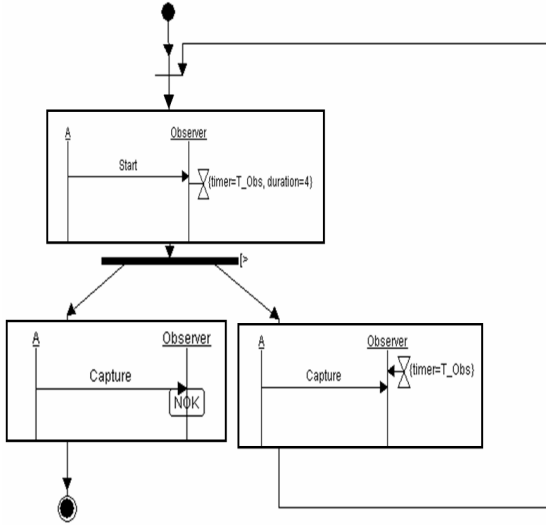 A Observer
Start
{timer=T_Obs, duration=4}
[>
A Observer
Capture
NOK
A Observer
{timer=T_Obs}
Capture